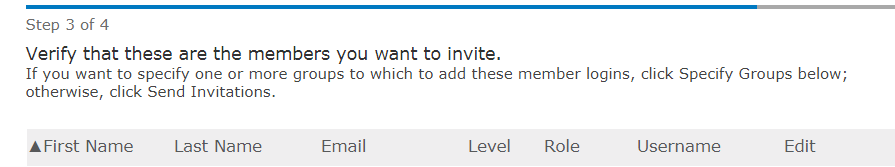 Step 3 of 4
Verify that these are the members you want to invite.
If you want to specify one or more groups to which to add these member logins, click Specify Groups below;
otherwise, click Send Invitations.
▲First Name Last Name Email Level Role Username Edit